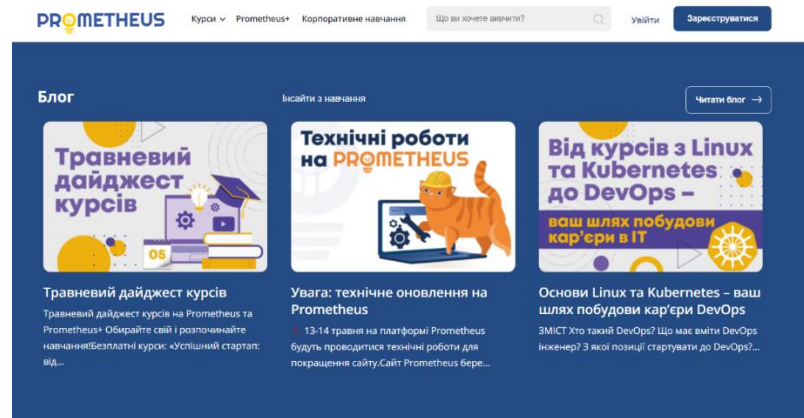 PROMETHEUS
Курси
Prometheus+
Корпоративне навчання
Що ви хочете вивчити?
Увійти
Зареєструватися
Блог
Інсайти з навчання
Читати блог →
Травневий
дайджест
курсів
05
Технічні роботи
на PROMETHEUS
Від курсів з Linux
та Kubernetes
до DevOps –
ваш шлях побудови
кар'єри в ІТ
Травневий дайджест курсів
Травневий дайджест курсів на Prometheus та
Prometheus+ Обирайте свій і розпочинайте
навчання!Безплатні курси: «Успішний стартап:
від...
Увага: технічне оновлення на
Prometheus
13-14 травня на платформі Prometheus
будуть проводитися технічні роботи для
покращення сайту.Сайт Prometheus бере...
Основи Linux та Kubernetes – ваш
шлях побудови кар'єри DevOps
ЗМІСТ Хто такий DevOps? Що має вміти DevOps
інженер? З якої позиції стартувати до DevOps?...